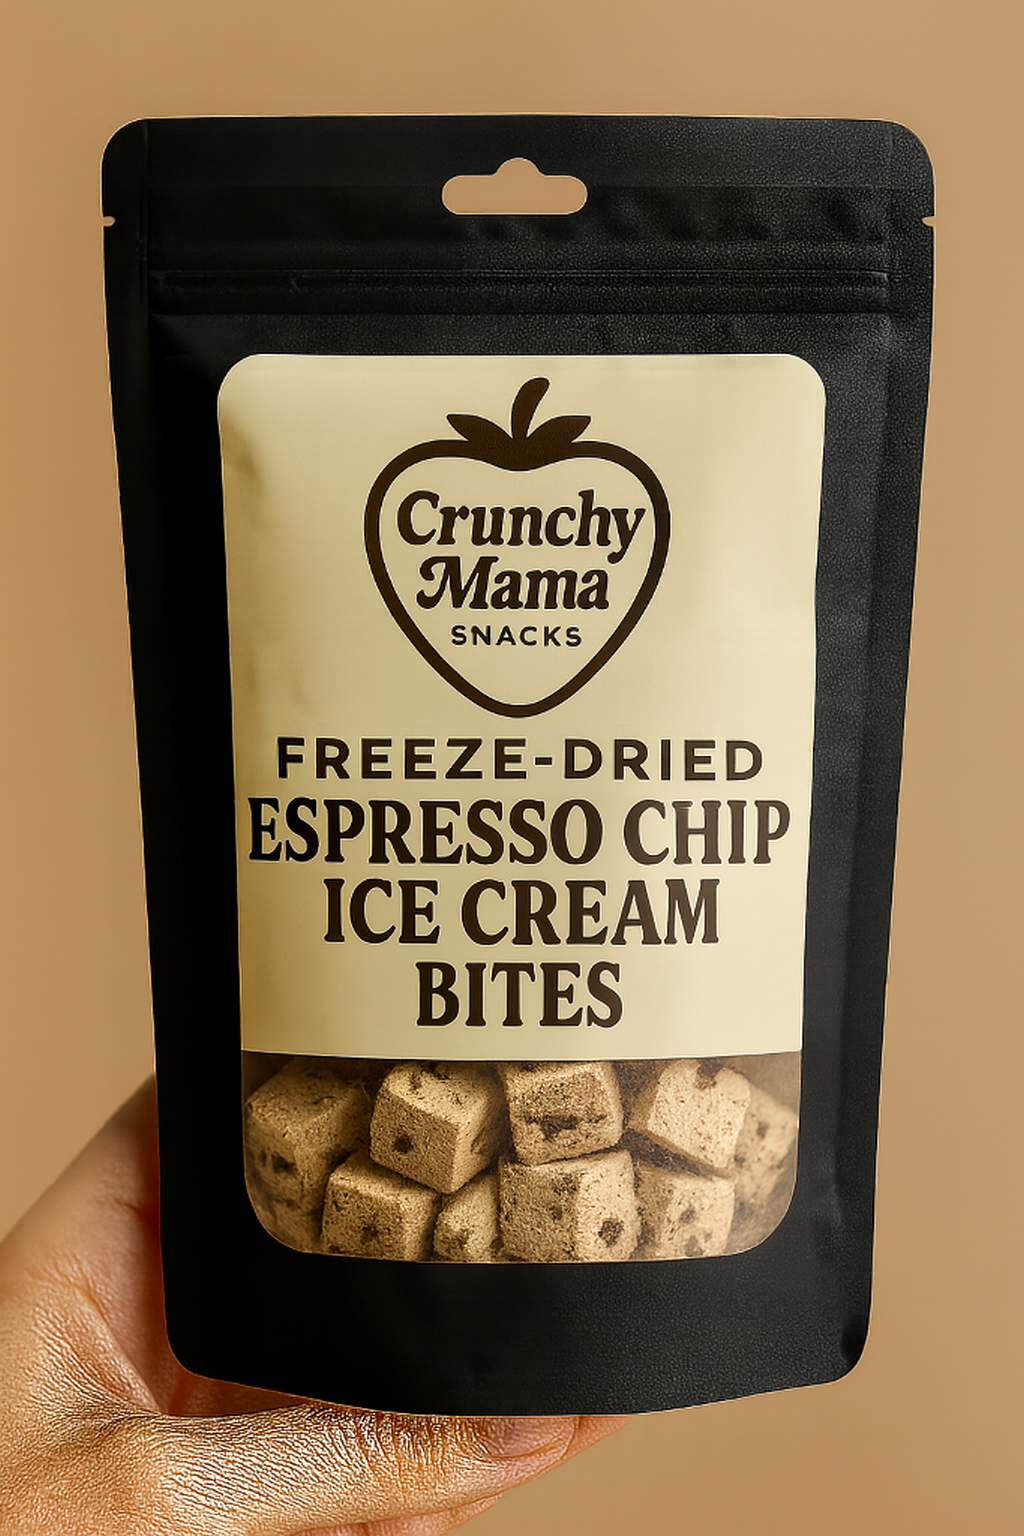 Crunchy
Mama
SNACKS
FREEZE-DRIED
ESPRESSO CHIP
ICE CREAM
BITES